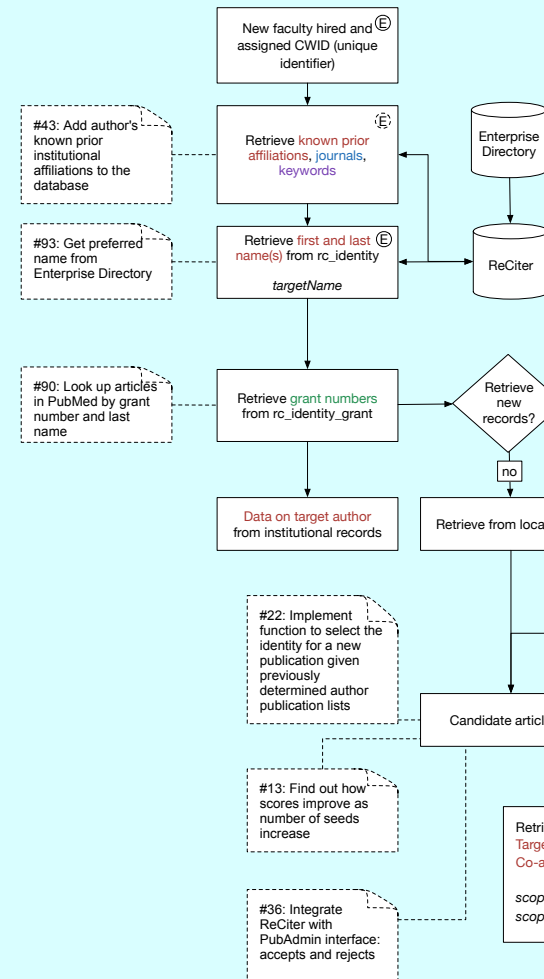 New faculty hired and
assigned CWID (unique
identifier)
E
#43: Add author's
known prior
institutional
affiliations to the
database
Retrieve known prior
affiliations, journals,
keywords
E
Enterprise
Directory
#93: Get preferred
name from
Enterprise Directory
Retrieve first and last
name(s) from rc_identity
targetName
E
ReCiter
#90: Look up articles
in PubMed by grant
number and last
name
Retrieve grant numbers
from rc_identity_grant
Retrieve
new
records?
no
Data on target author
from institutional records
Retrieve from loca
#22: Implement
function to select the
identity for a new
publication given
previously
determined author
publication lists
Candidate articl
#13: Find out how
scores improve as
number of seeds
increase
Retri
Targe
Co-a
scop
scop
#36: Integrate
ReCiter with
PubAdmin interface:
accepts and rejects